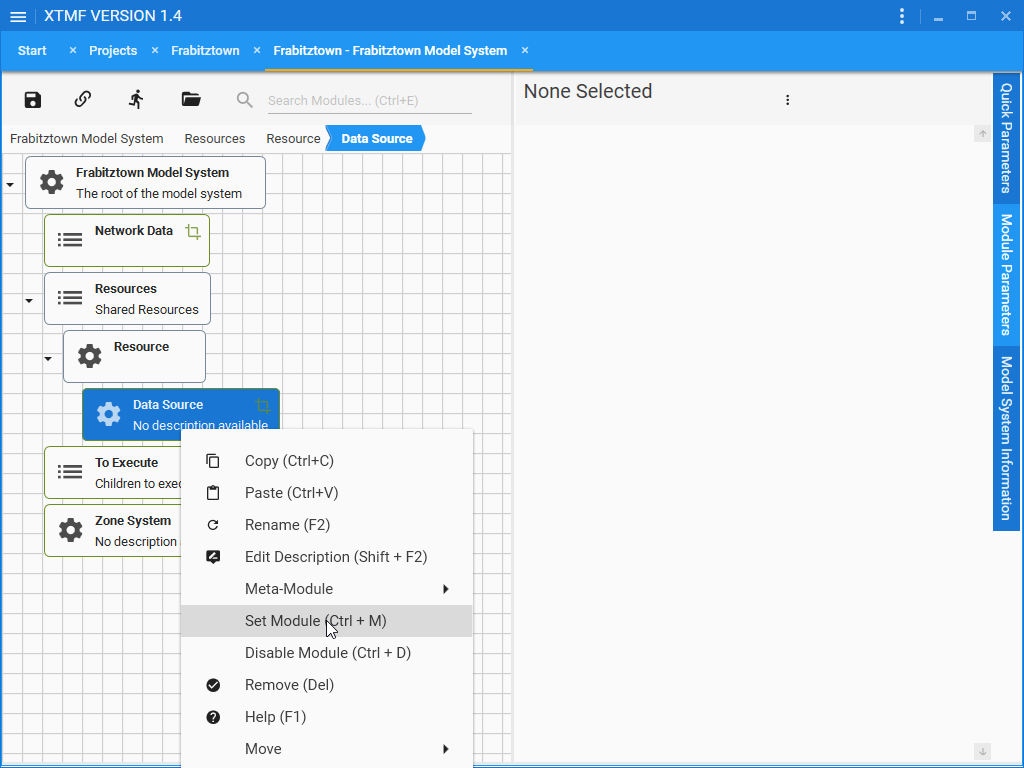 XTMF VERSION 1.4
Start × Projects × Frabitztown × Frabitztown - Frabitztown Model System ×
Search Modules... (Ctrl+E)
None Selected
Frabitztown Model System Resources Resource Data Source
Frabitztown Model System
The root of the model system
Network Data
Resources
Shared Resources
Resource
Data Source
No description available
To Execute
Children to exec
Zone System
No description
Copy (Ctrl+C)
Paste (Ctrl+V)
Rename (F2)
Edit Description (Shift + F2)
Meta-Module
Set Module (Ctrl + M)
Disable Module (Ctrl + D)
Remove (Del)
Help (F1)
Move
Quick Parameters
Module Parameters
Model System Information